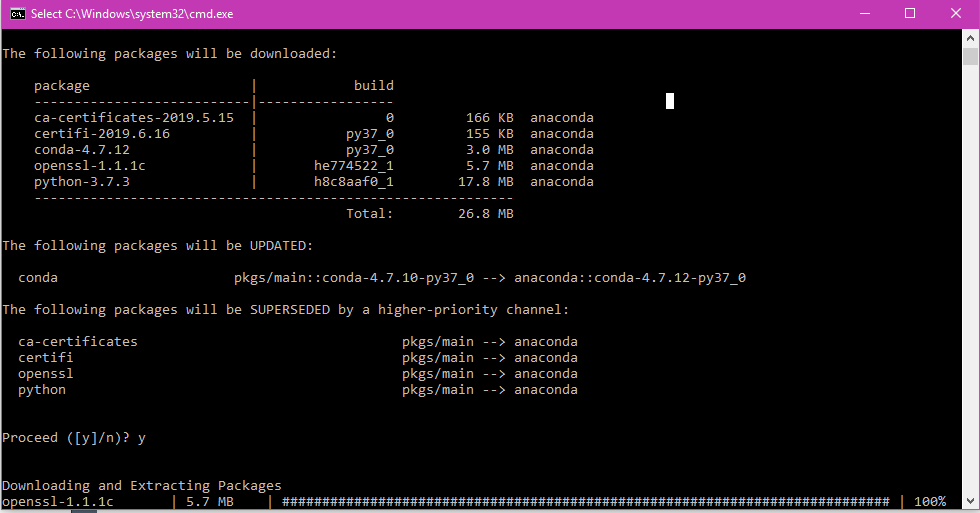 Select C:\Windows\system32\cmd.exe
The following packages will be downloaded:
package | build
---------------------------|-----------------
ca-certificates-2019.5.15 | 0 166 KB anaconda
certifi-2019.6.16 | py37_0 155 KB anaconda
conda-4.7.12 | py37_0 3.0 MB anaconda
openssl-1.1.1c | he774522_1 5.7 MB anaconda
python-3.7.3 | h8c8aaf0_1 17.8 MB anaconda
------------------------------------------------------------
Total: 26.8 MB
The following packages will be UPDATED:
conda pkgs/main::conda-4.7.10-py37_0 --> anaconda::conda-4.7.12-py37_0
The following packages will be SUPERSEDED by a higher-priority channel:
ca-certificates pkgs/main --> anaconda
certifi pkgs/main --> anaconda
openssl pkgs/main --> anaconda
python pkgs/main --> anaconda
Proceed ([y]/n)? y
Downloading and Extracting Packages
openssl-1.1.1c | 5.7 MB | ############################################################################ | 100%